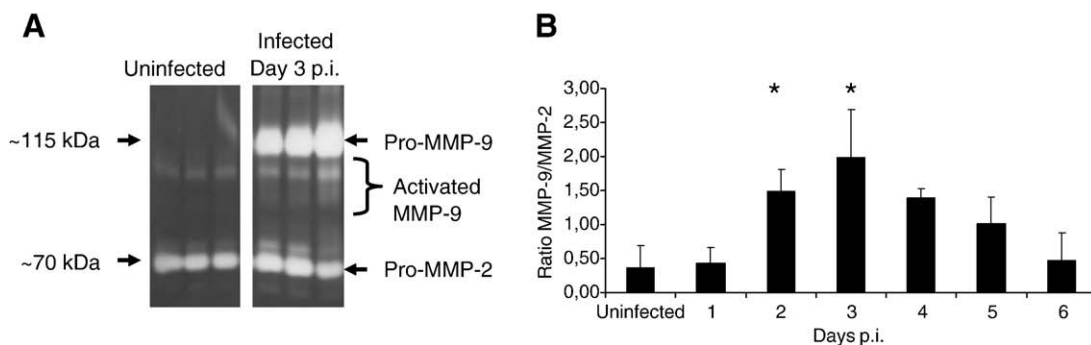 A
Uninfected
Infected
Day 3 p.i.
~115 kDa
Pro-MMP-9
Activated
MMP-9
~70 kDa
Pro-MMP-2
B
* *
3,00
2,50
2,00
1,50
1,00
0,50
0,00
Ratio MMP-9/MMP-2
Uninfected 1 2 3 4 5 6
Days p.i.